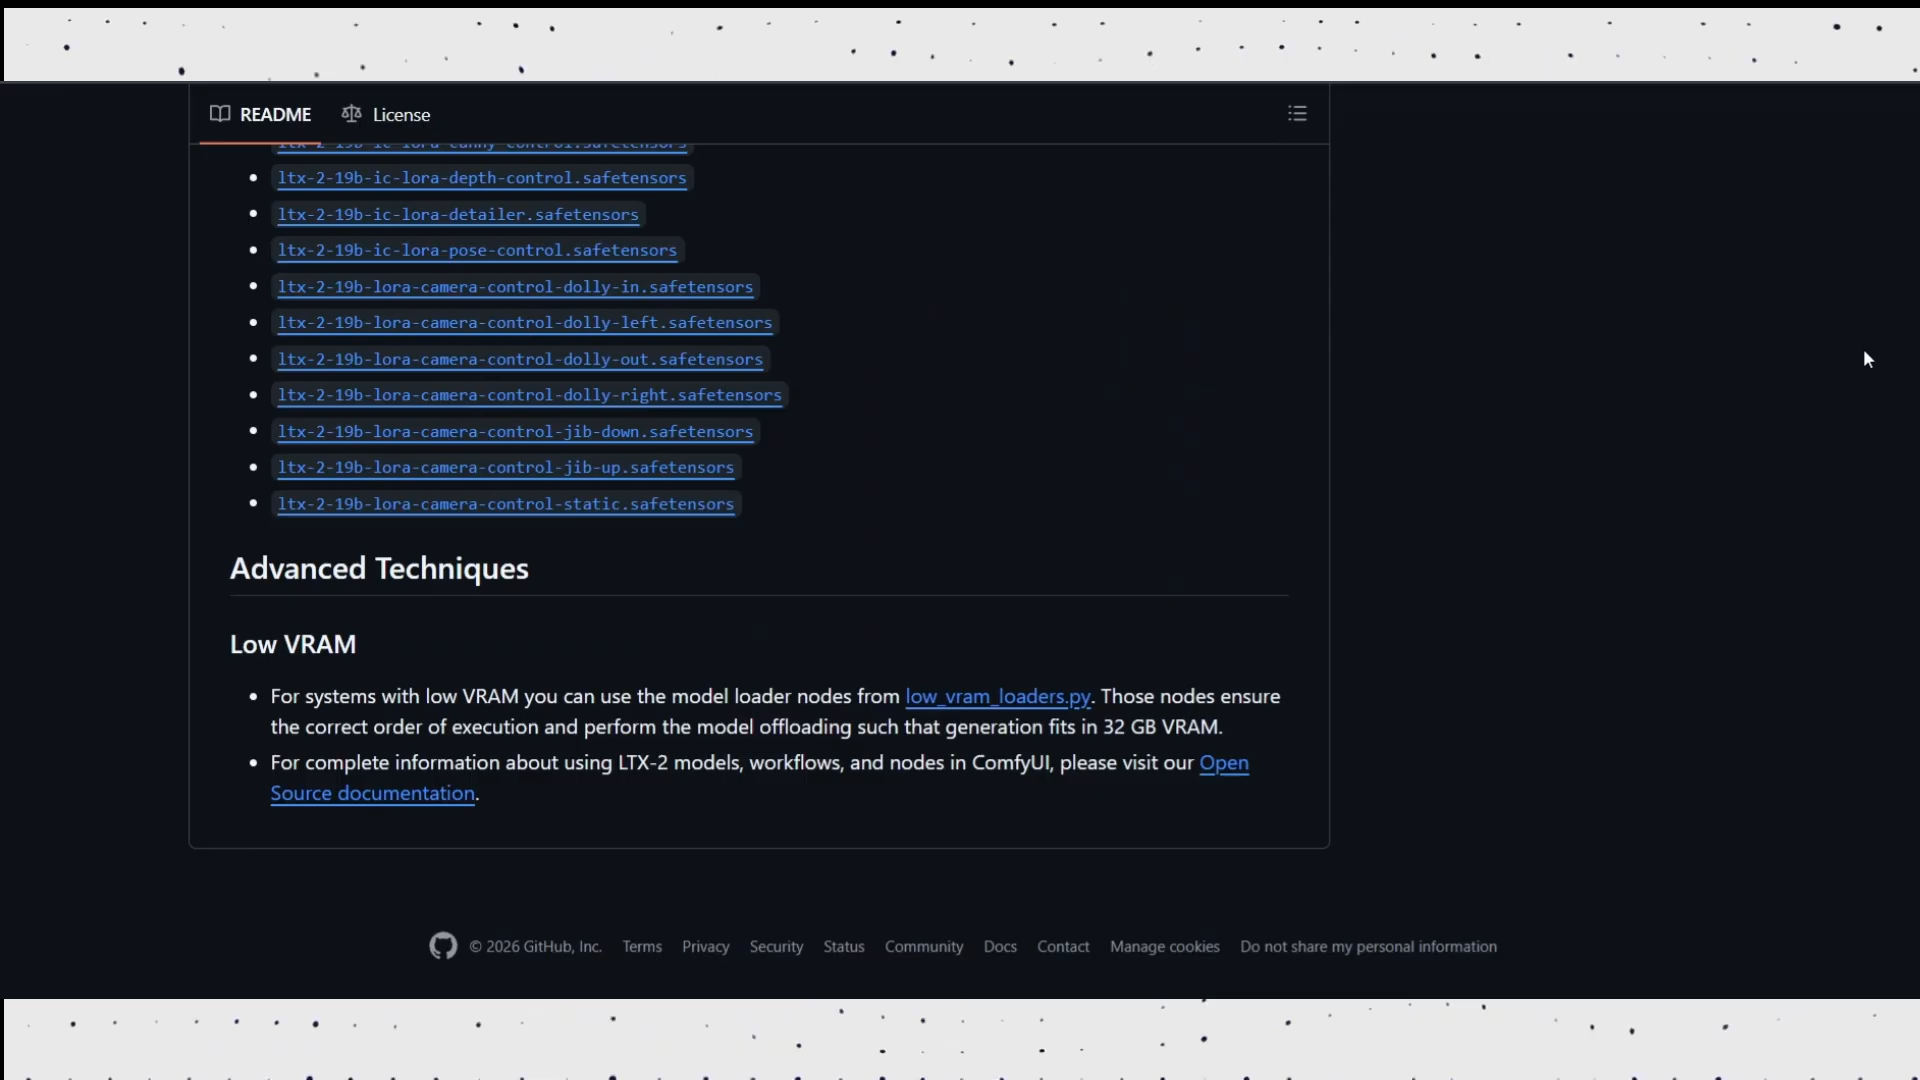 README
License
ltx-2-19b-ic-lora-canny-control.safetensors
ltx-2-19b-ic-lora-depth-control.safetensors
ltx-2-19b-ic-lora-detailer.safetensors
ltx-2-19b-ic-lora-pose-control.safetensors
ltx-2-19b-lora-camera-control-dolly-in.safetensors
ltx-2-19b-lora-camera-control-dolly-left.safetensors
ltx-2-19b-lora-camera-control-dolly-out.safetensors
ltx-2-19b-lora-camera-control-dolly-right.safetensors
ltx-2-19b-lora-camera-control-jib-down.safetensors
ltx-2-19b-lora-camera-control-jib-up.safetensors
ltx-2-19b-lora-camera-control-static.safetensors
Advanced Techniques
Low VRAM
For systems with low VRAM you can use the model loader nodes from low_vram_loaders.py. Those nodes ensure
the correct order of execution and perform the model offloading such that generation fits in 32 GB VRAM.
For complete information about using LTX-2 models, workflows, and nodes in ComfyUI, please visit our Open
Source documentation.
© 2026 GitHub, Inc. Terms Privacy Security Status Community Docs Contact Manage cookies Do not share my personal information